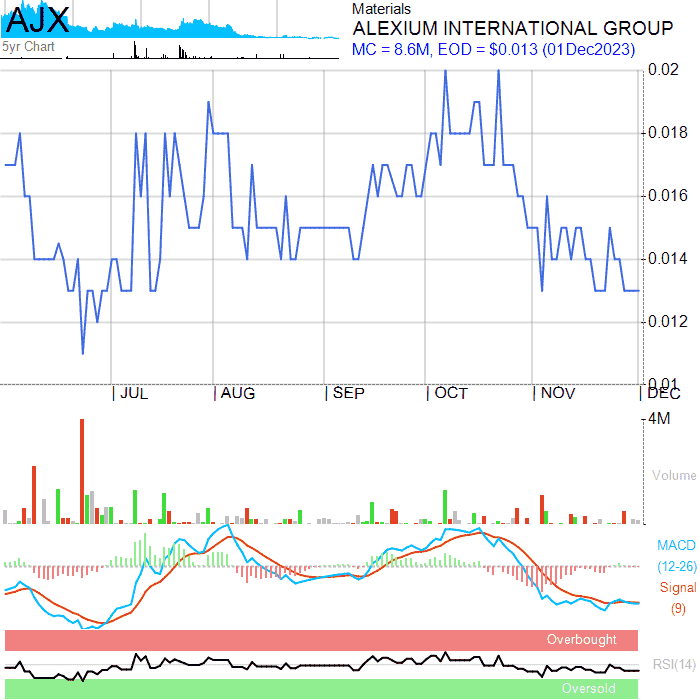 AJX
5yr Chart
Materials
ALEXIUM INTERNATIONAL GROUP
MC = 8.6M, EOD = $0.013 (01Dec2023)
0.02
0.018
0.016
0.014
0.012
0.01
JUL AUG SEP OCT NOV DEC
4M
Volume
MACD
(12-26)
Signal
(9)
Overbought
RSI(14)
Oversold